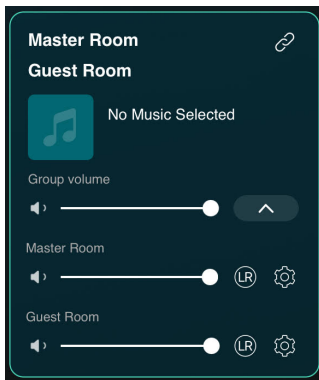 Master Room
Guest Room
No Music Selected
Group volume
Master Room
LR
Guest Room
LR